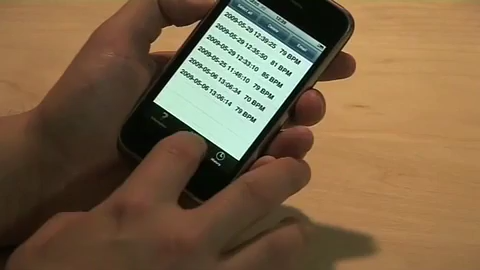 2009-05-29 12:39:25 79 BPM
2009-05-29 12:35:50 81 BPM
2009-05-29 12:33:10 85 BPM
2009-05-25 11:46:10 79 BPM
2009-05-06 13:06:34 70 BPM
2009-05-06 13:06:14 79 BPM